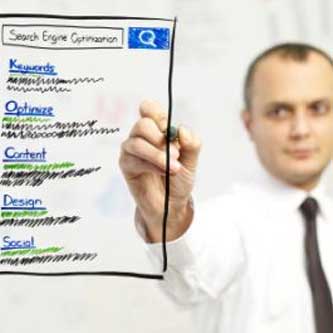 Search Engine Optimization
Keywords
Optimize
Content
Design
Social